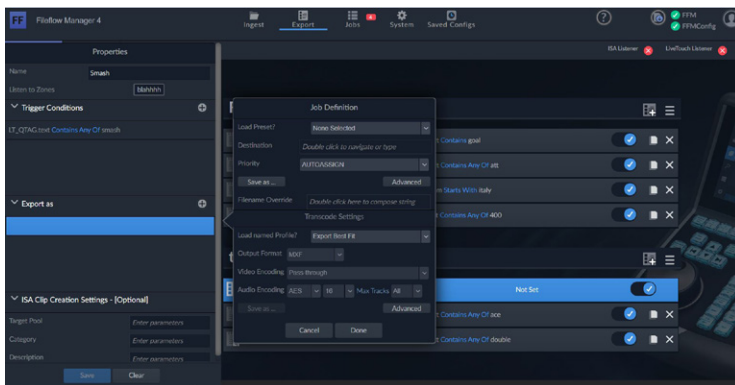 FF Fileflow Manager 4
Ingest Export Jobs System Saved Configs
FFM
FFMConfig
ISA Listener LiveTouch Listener
Properties
Name Smash
Listen to Zones blahhhh
Trigger Conditions
LT_QTAG.text Contains Any Of smash
Export as
ISA Clip Creation Settings - [Optional]
Target Pool Enter parameters
Category Enter parameters
Description Enter parameters
Save Clear
Job Definition
Load Preset? None Selected
Destination Double click to navigate or type
Priority AUTOASSIGN
Save as ... Advanced
Filename Override Double click here to compose string
Transcode Settings
Load named Profile? Export Best Fit
Output Format MXF
Video Encoding Pass through
Audio Encoding AES 16 Max Tracks All
Save as ... Advanced
Cancel Done
Contains goal
Contains Any Of att
Starts With italy
Contains Any Of 400
Not Set
Contains Any Of ace
Contains Any Of double